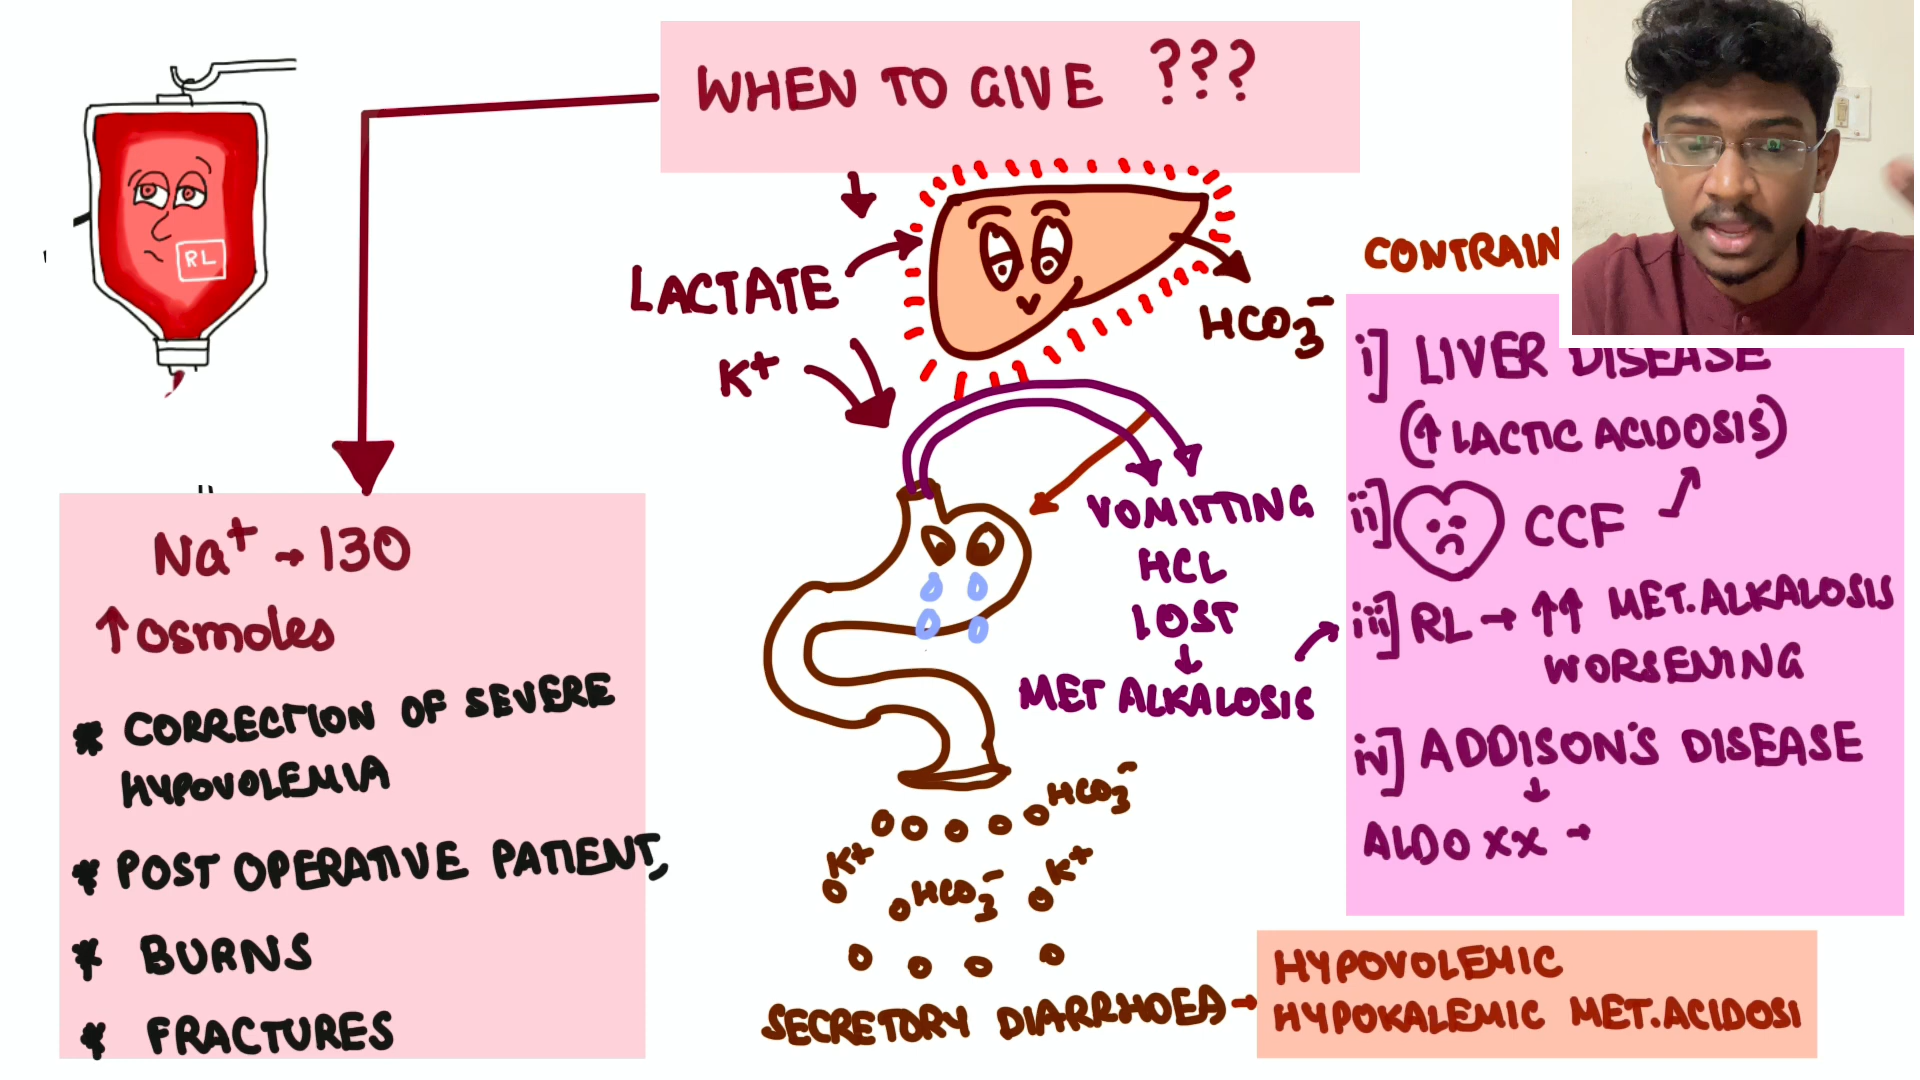 WHEN TO GIVE ???
RL
LACTATE
K+
HCO3-
Na+ → 130
↑ osmoles
* CORRECTION OF SEVERE
HYPOVOLEMIA
* POST OPERATIVE PATIENT,
* BURNS
* FRACTURES
VOMITTING
HCL
LOST
↓
MET ALKALOSIS
HCO3-
K+
HCO3-
K+
SECRETORY DIARRHOEA →
HYPOVOLEMIC
HYPOKALEMIC MET.ACIDOSI
CONTRAIN
i] LIVER DISEASE
(↑ LACTIC ACIDOSIS)
ii] CCF
iii] RL → ↑↑ MET.ALKALOSIS
WORSENING
iv] ADDISON'S DISEASE
↓
ALDO XX →